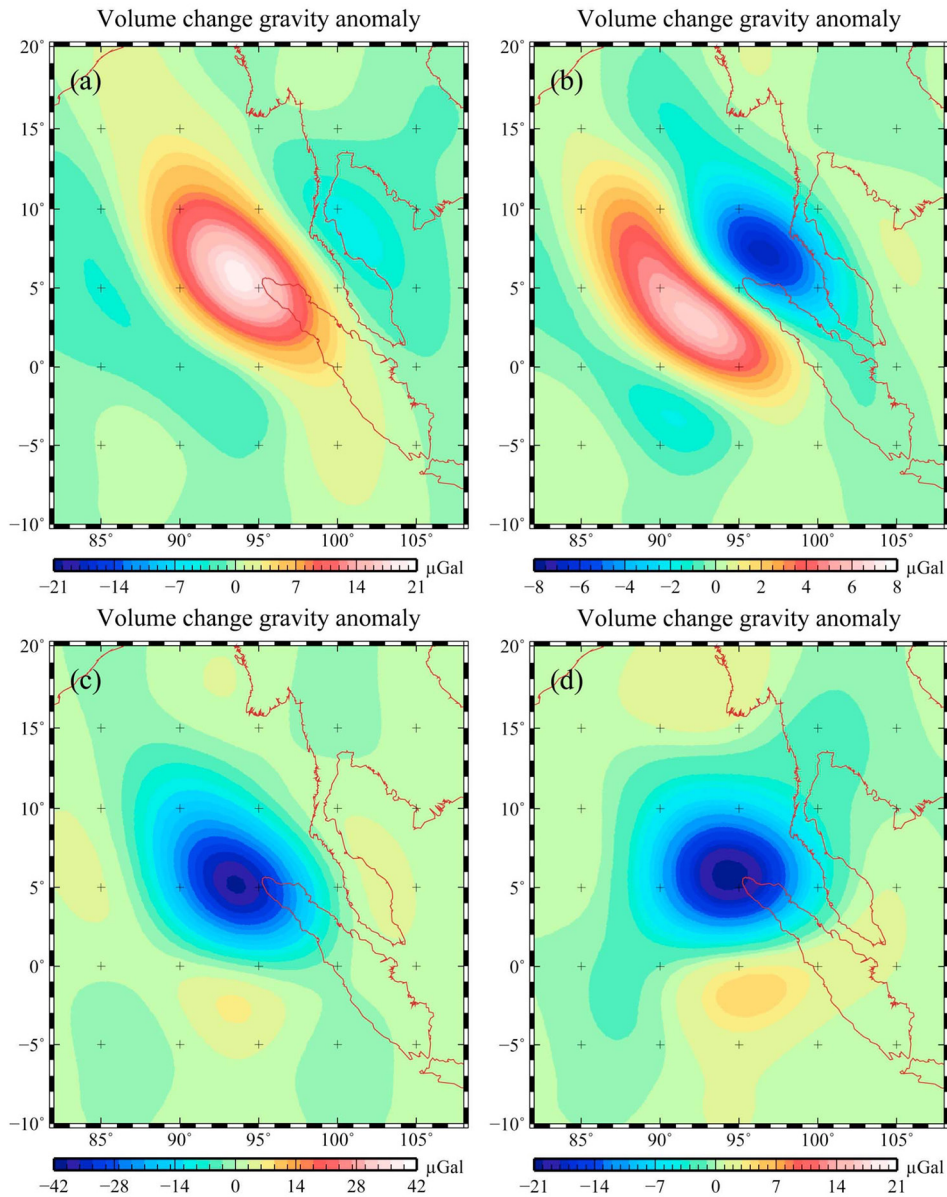 Volume change gravity anomaly Volume change gravity anomaly
20° 20°
(a) (b)
15° 15°
10° 10°
5° 5°
0° 0°
−5° −5°
−10° −10°
85° 90° 95° 100° 105° 85° 90° 95° 100° 105°
μGal μGal
−21 −14 −7 0 7 14 21 −8 −6 −4 −2 0 2 4 6 8
Volume change gravity anomaly Volume change gravity anomaly
20° 20°
(c) (d)
15° 15°
10° 10°
5° 5°
0° 0°
−5° −5°
−10° −10°
85° 90° 95° 100° 105° 85° 90° 95° 100° 105°
μGal μGal
−42 −28 −14 0 14 28 42 −21 −14 −7 0 7 14 21